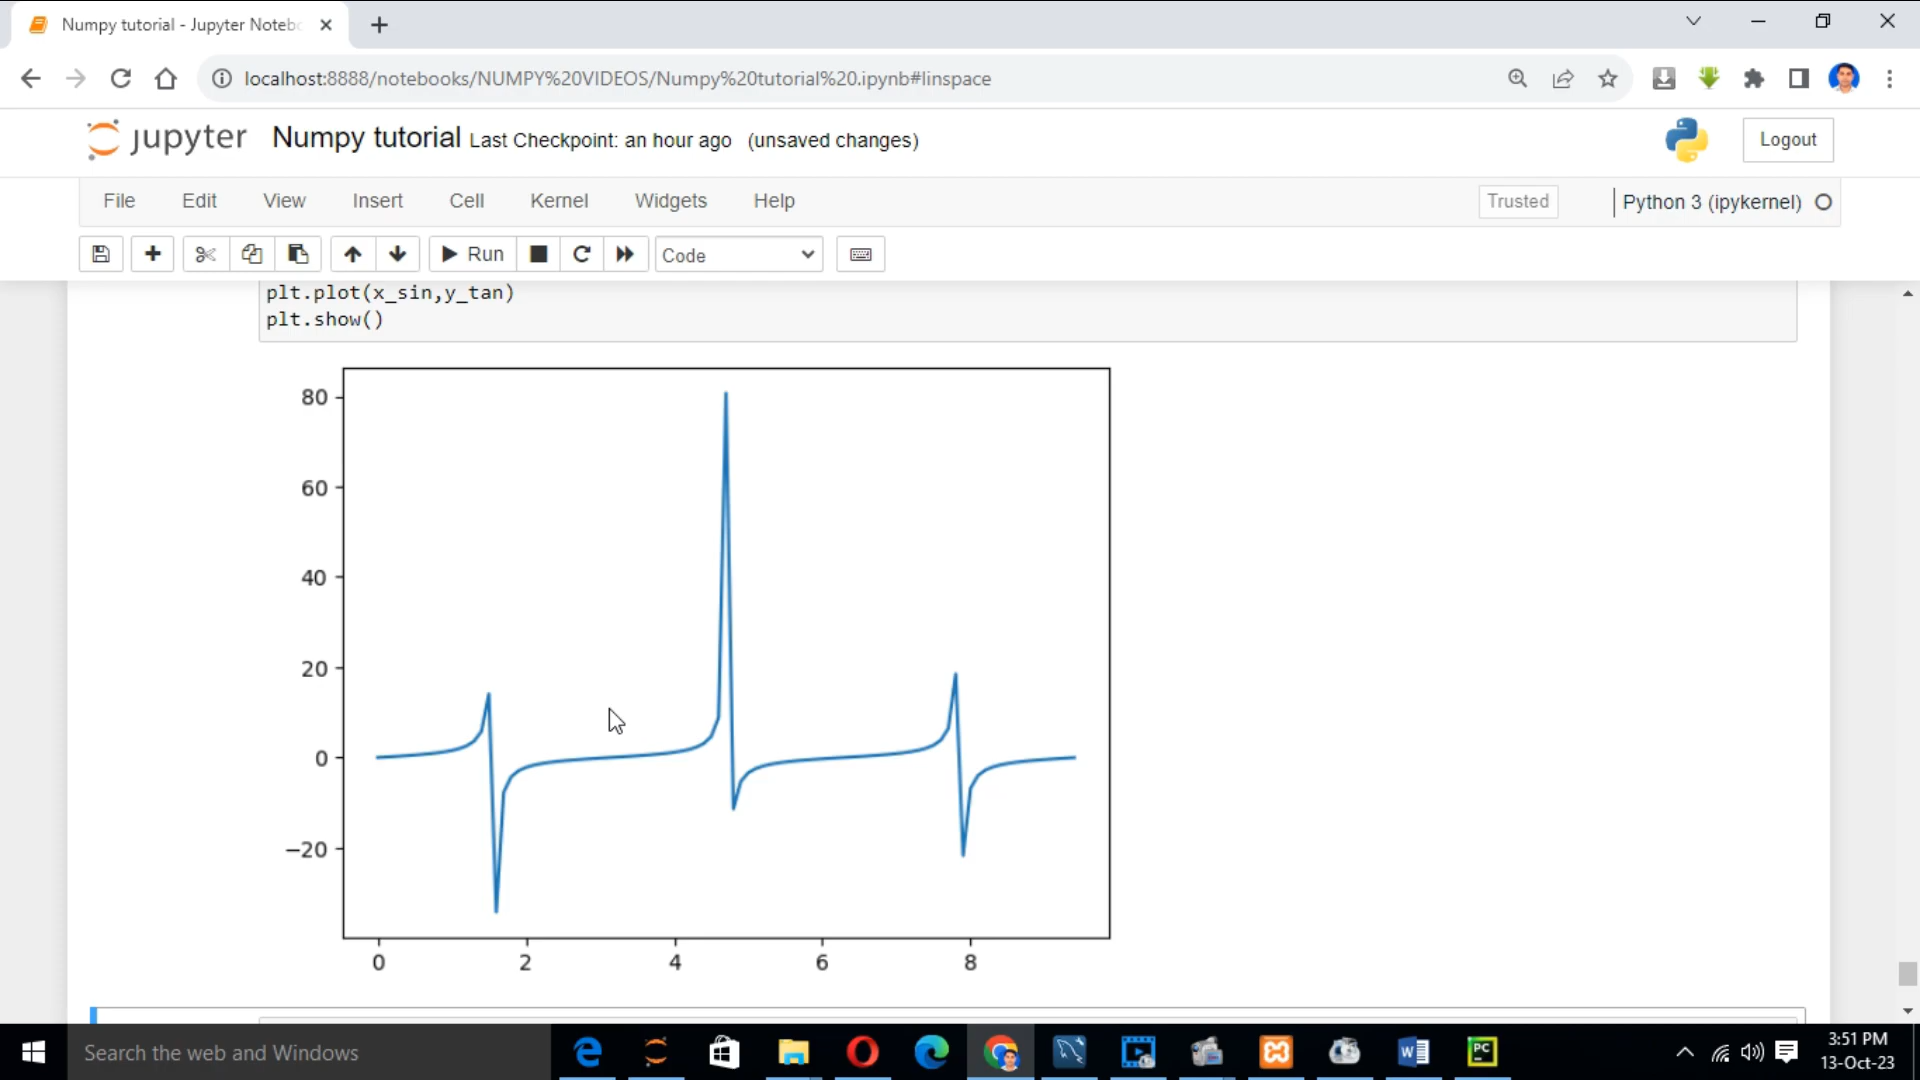 Numpy tutorial - Jupyter Noteb
localhost:8888/notebooks/NUMPY%20VIDEOS/Numpy%20tutorial%20.ipynb#linspace
jupyter Numpy tutorial Last Checkpoint: an hour ago (unsaved changes)
Logout
File Edit View Insert Cell Kernel Widgets Help
Trusted
Python 3 (ipykernel)
Run
Code
plt.plot(x_sin,y_tan)
plt.show()
80
60
40
20
0
−20
0 2 4 6 8
Search the web and Windows
3:51 PM
13-Oct-23
W
PC